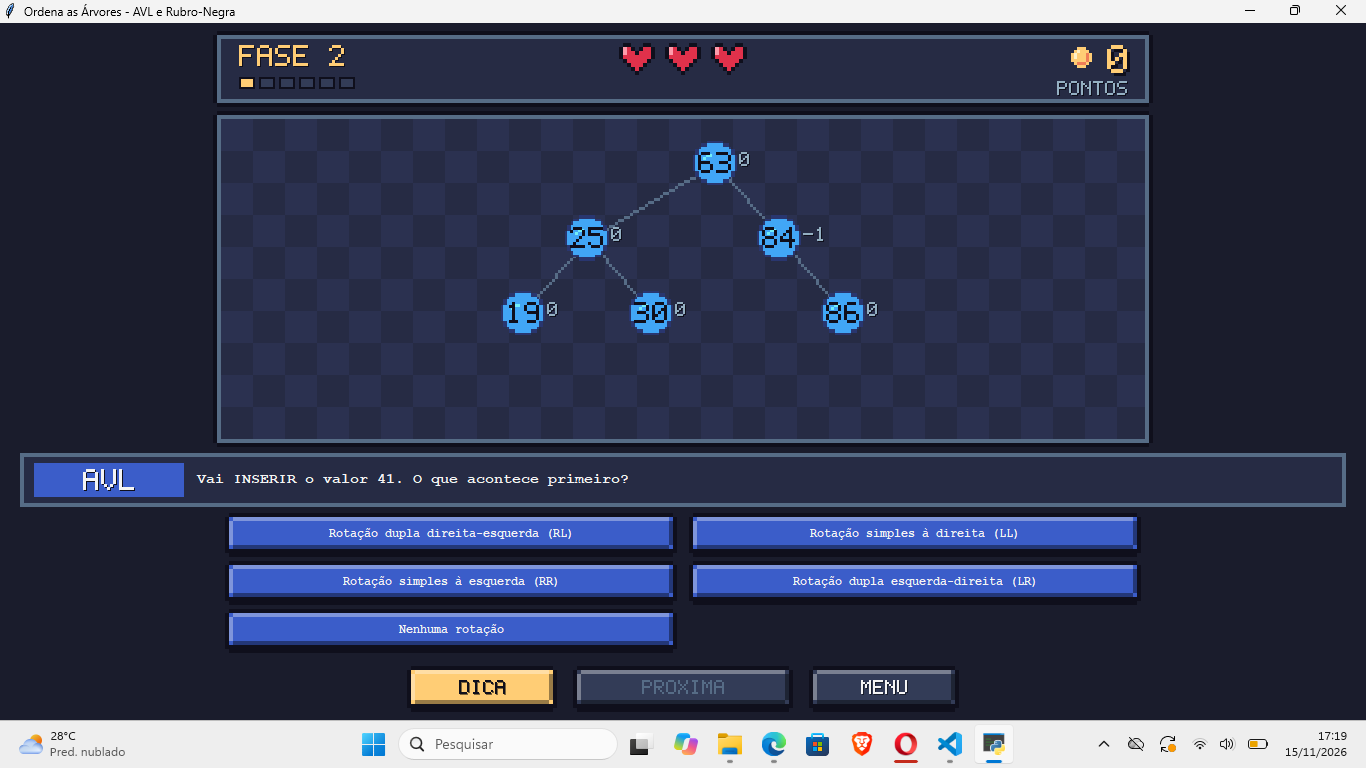 Ordena as Árvores - AVL e Rubro-Negra
FASE 2
0
PONTOS
63 0
25 0
84 -1
19 0
30 0
86 0
AVL
Vai INSERIR o valor 41. O que acontece primeiro?
Rotação dupla direita-esquerda (RL)
Rotação simples à direita (LL)
Rotação simples à esquerda (RR)
Rotação dupla esquerda-direita (LR)
Nenhuma rotação
DICA
PROXIMA
MENU
28°C
Pred. nublado
Pesquisar
17:19
15/11/2026